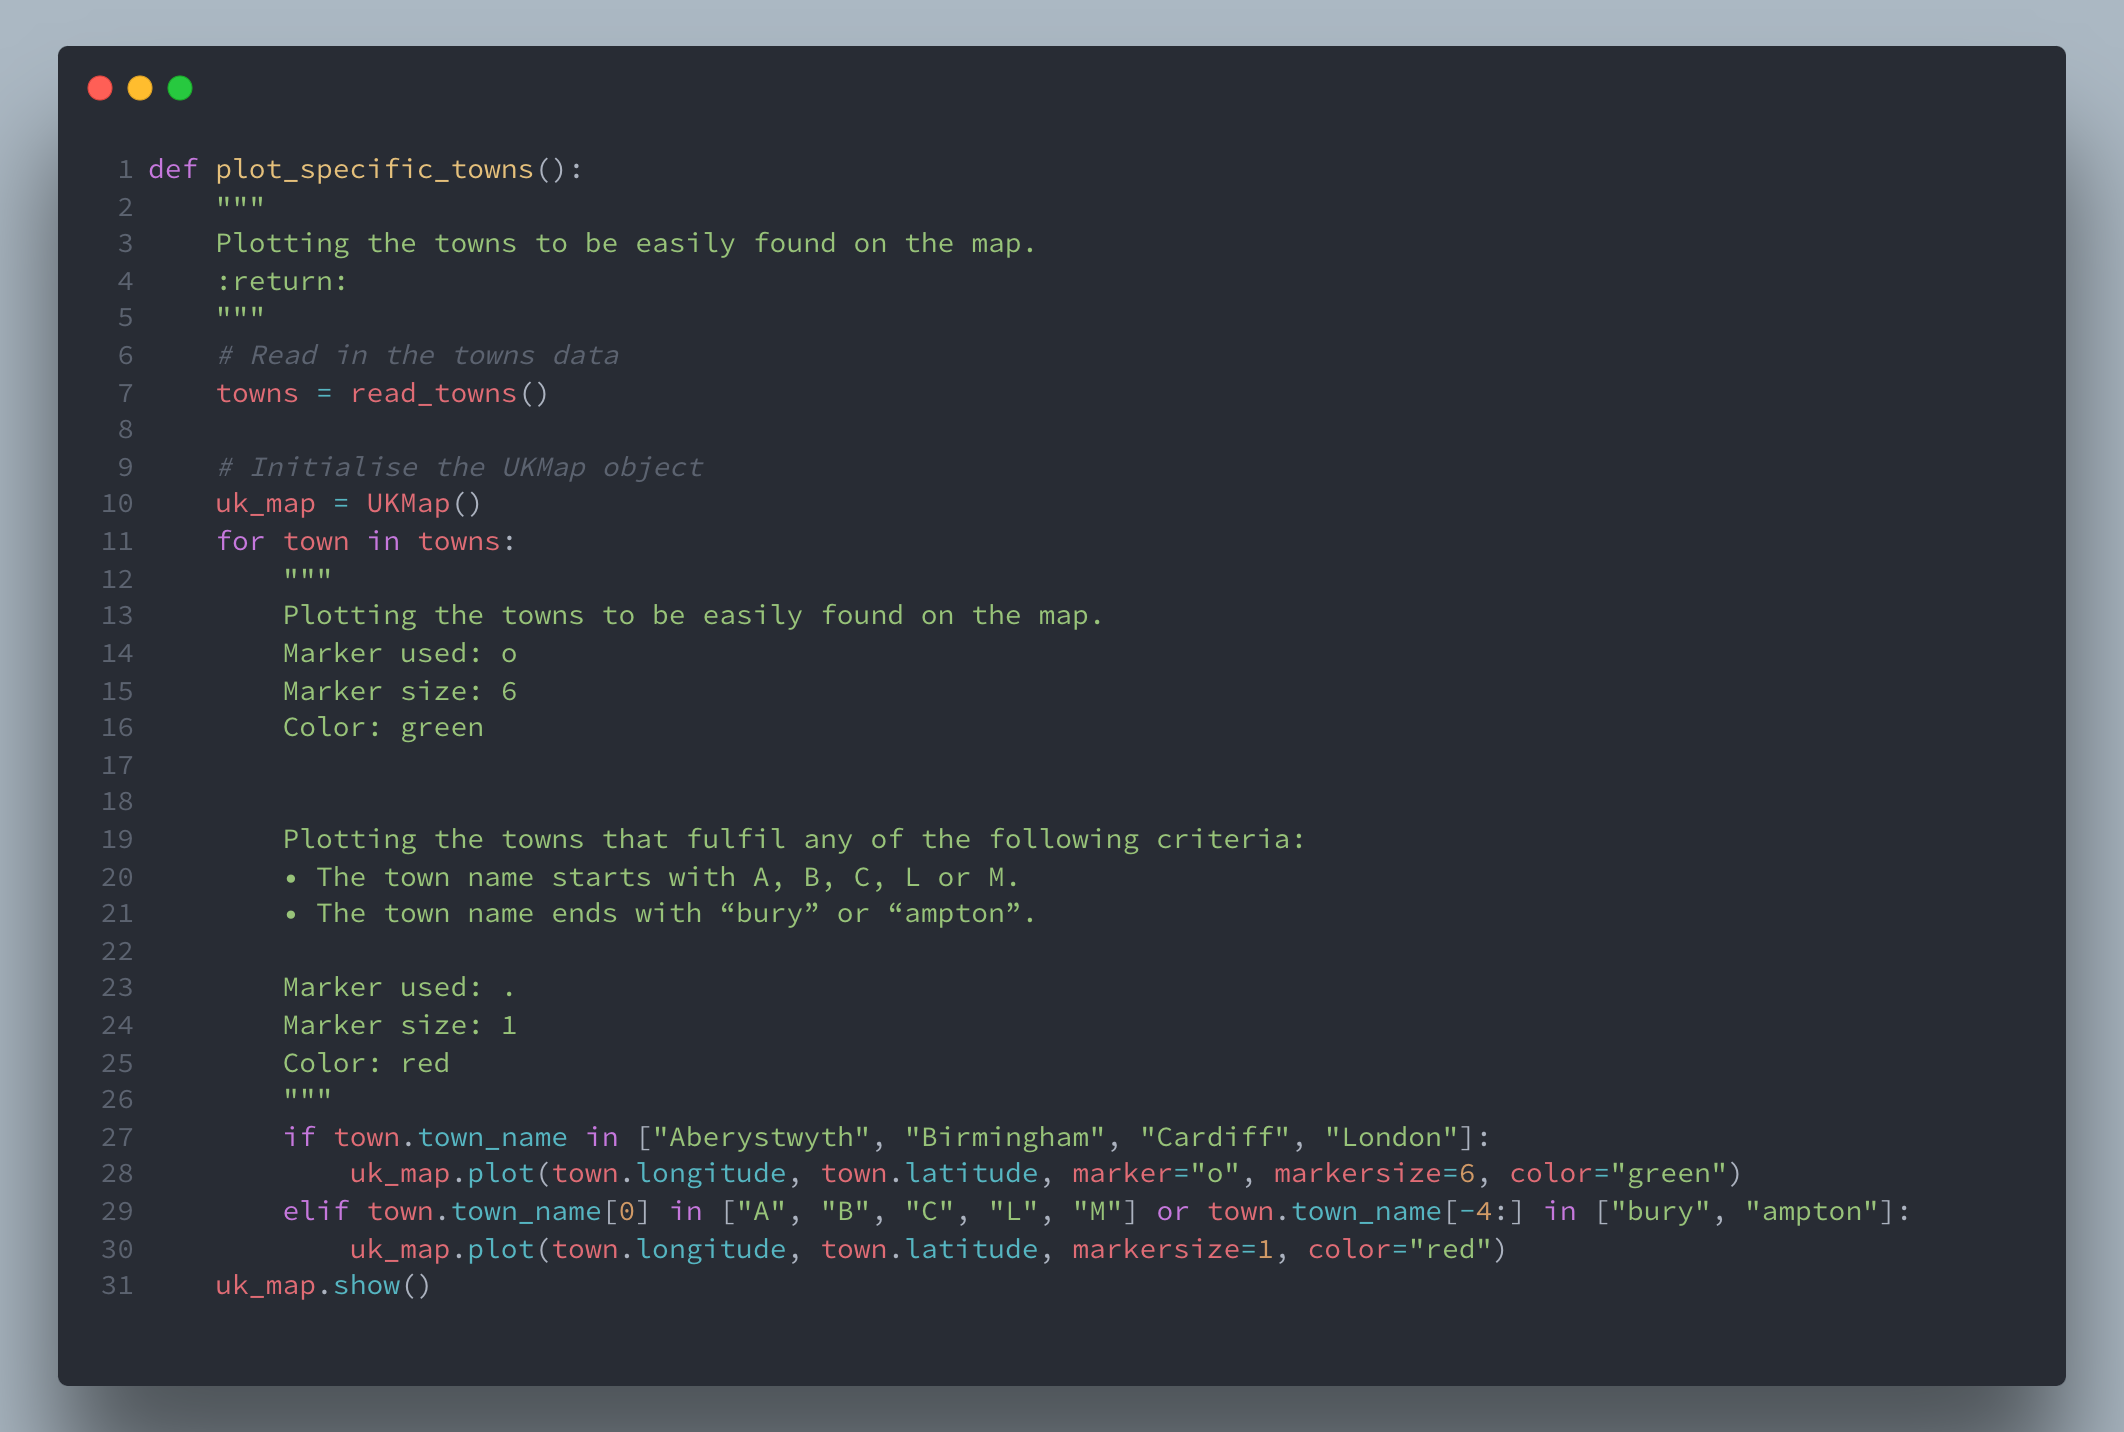 1 def plot_specific_towns():
2     """
3     Plotting the towns to be easily found on the map.
4     :return:
5     """
6     # Read in the towns data
7     towns = read_towns()
8
9     # Initialise the UKMap object
10     uk_map = UKMap()
11     for town in towns:
12         """
13         Plotting the towns to be easily found on the map.
14         Marker used: o
15         Marker size: 6
16         Color: green
17
18
19         Plotting the towns that fulfil any of the following criteria:
20         • The town name starts with A, B, C, L or M.
21         • The town name ends with “bury” or “ampton”.
22
23         Marker used: .
24         Marker size: 1
25         Color: red
26         """
27         if town.town_name in ["Aberystwyth", "Birmingham", "Cardiff", "London"]:
28             uk_map.plot(town.longitude, town.latitude, marker="o", markersize=6, color="green")
29         elif town.town_name[0] in ["A", "B", "C", "L", "M"] or town.town_name[-4:] in ["bury", "ampton"]:
30             uk_map.plot(town.longitude, town.latitude, markersize=1, color="red")
31     uk_map.show()